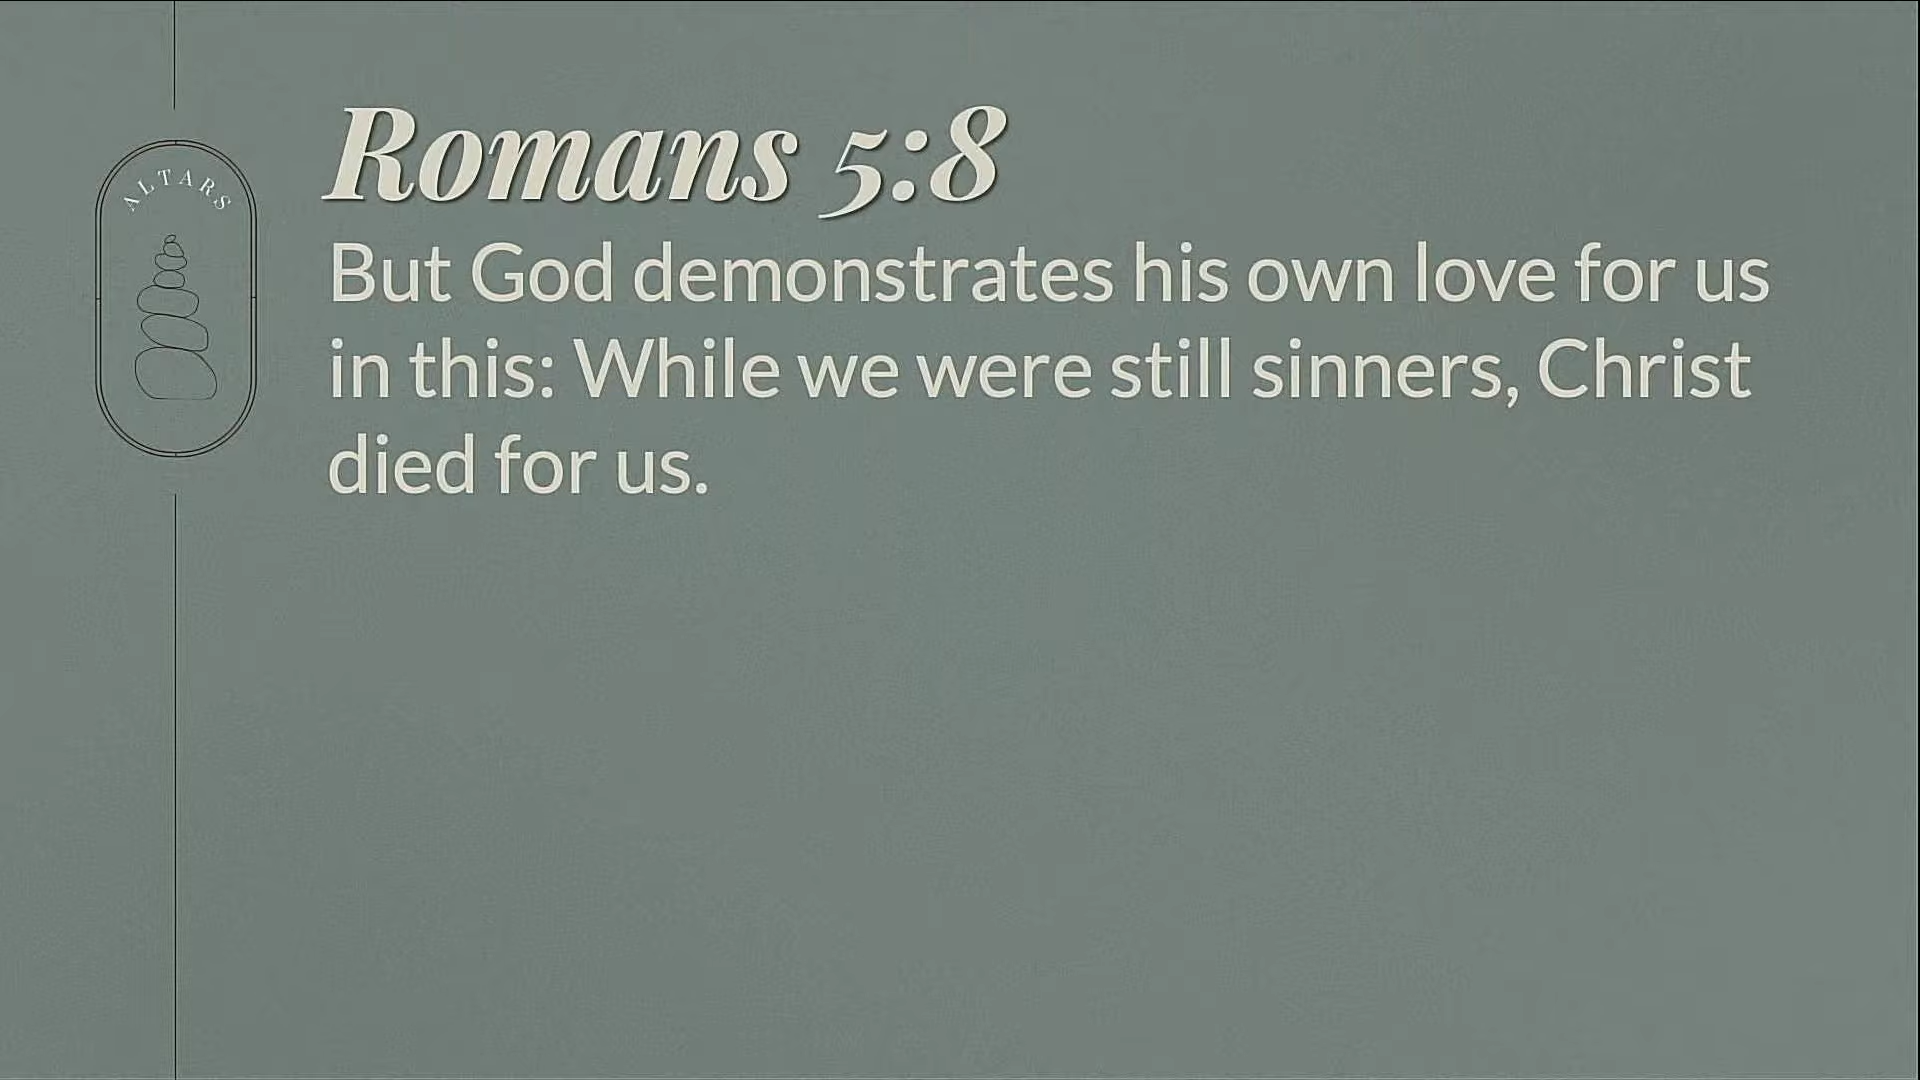 ALTARS
Romans 5:8
But God demonstrates his own love for us
in this: While we were still sinners, Christ
died for us.